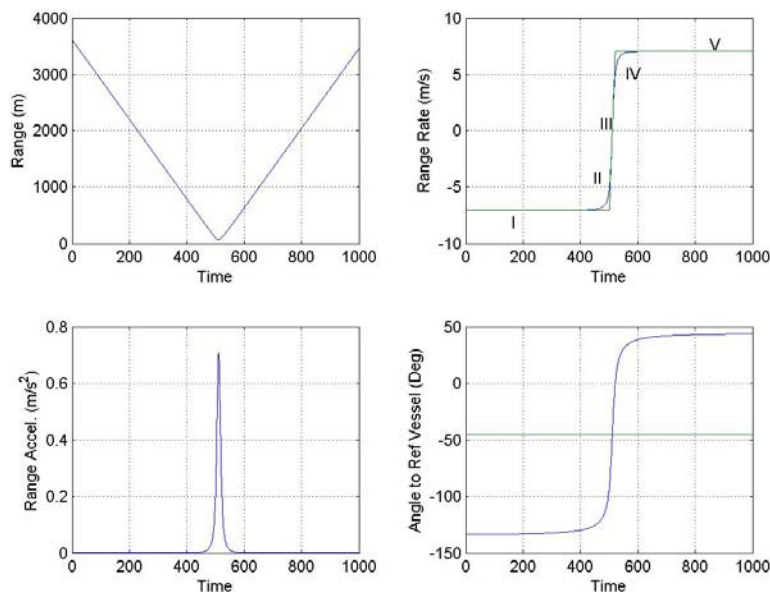 4000
3000
2000
1000
0
Range (m)
0 200 400 600 800 1000
Time
10
5
0
-5
-10
Range Rate (m/s)
I
II
III
IV
V
0 200 400 600 800 1000
Time
0.8
0.6
0.4
0.2
0
Range Accel. (m/s²)
0 200 400 600 800 1000
Time
50
0
-50
-100
-150
Angle to Ref Vessel (Deg)
0 200 400 600 800 1000
Time